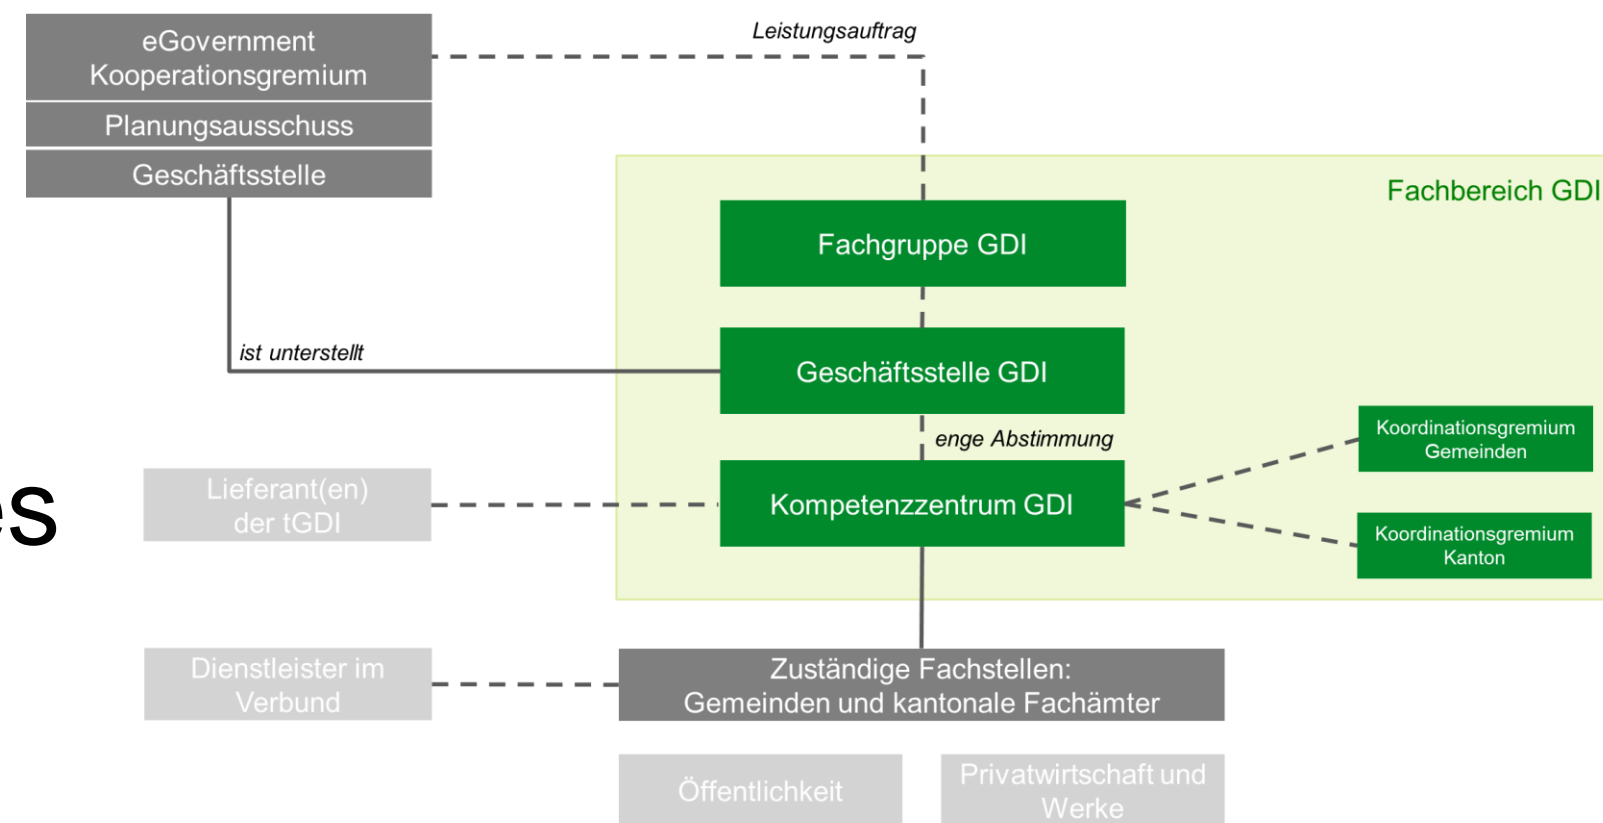 eGovernment
Kooperationsgremium
Planungsausschuss
Geschäftsstelle
Leistungsauftrag
Fachbereich GDI
Fachgruppe GDI
ist unterstellt
Geschäftsstelle GDI
enge Abstimmung
Koordinationsgremium
Gemeinden
Lieferant(en)
der tGDI
Kompetenzzentrum GDI
Koordinationsgremium
Kanton
Dienstleister im
Verbund
Zuständige Fachstellen:
Gemeinden und kantonale Fachämter
Öffentlichkeit
Privatwirtschaft und
Werke